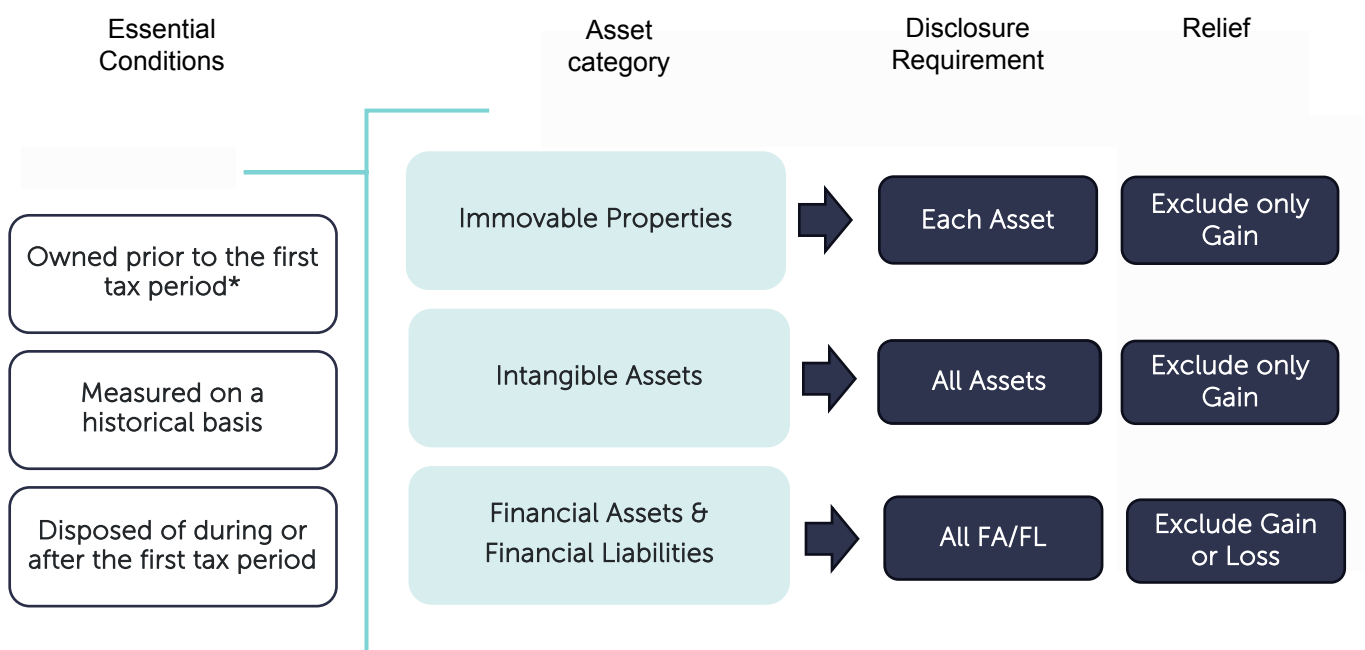 Essential
Conditions
Asset
category
Disclosure
Requirement
Relief
Owned prior to the first
tax period*
Measured on a
historical basis
Disposed of during or
after the first tax period
Immovable Properties
Each Asset
Exclude only
Gain
Intangible Assets
All Assets
Exclude only
Gain
Financial Assets &
Financial Liabilities
All FA/FL
Exclude Gain
or Loss